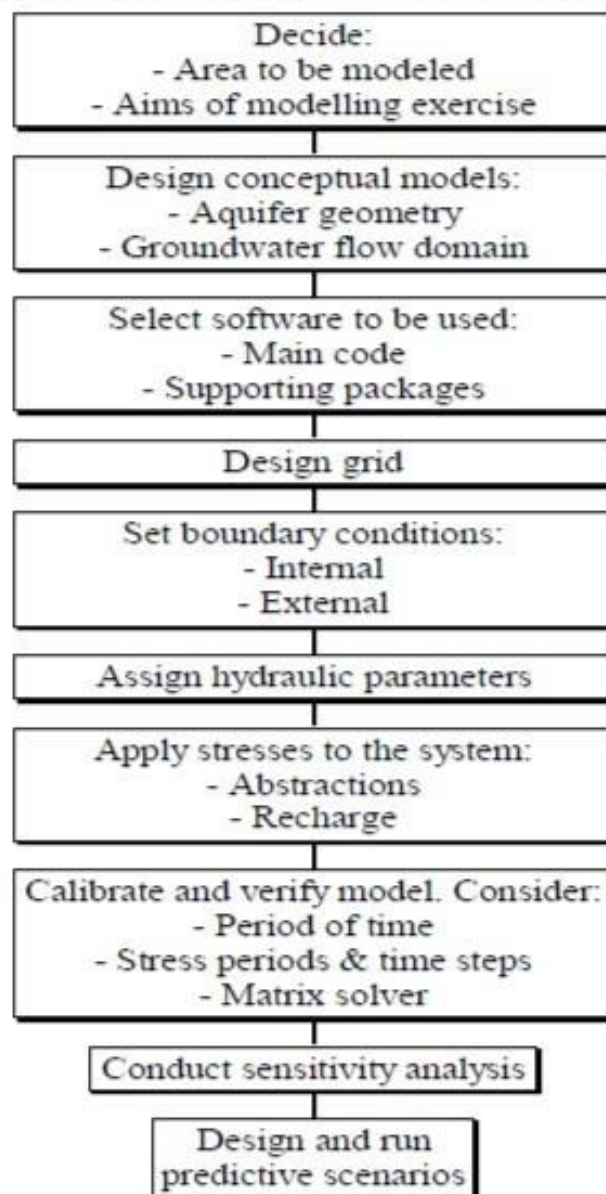 Decide:
- Area to be modeled
- Aims of modelling exercise
Design conceptual models:
- Aquifer geometry
- Groundwater flow domain
Select software to be used:
- Main code
- Supporting packages
Design grid
Set boundary conditions:
- Internal
- External
Assign hydraulic parameters
Apply stresses to the system:
- Abstractions
- Recharge
Calibrate and verify model. Consider:
- Period of time
- Stress periods & time steps
- Matrix solver
Conduct sensitivity analysis
Design and run
predictive scenarios